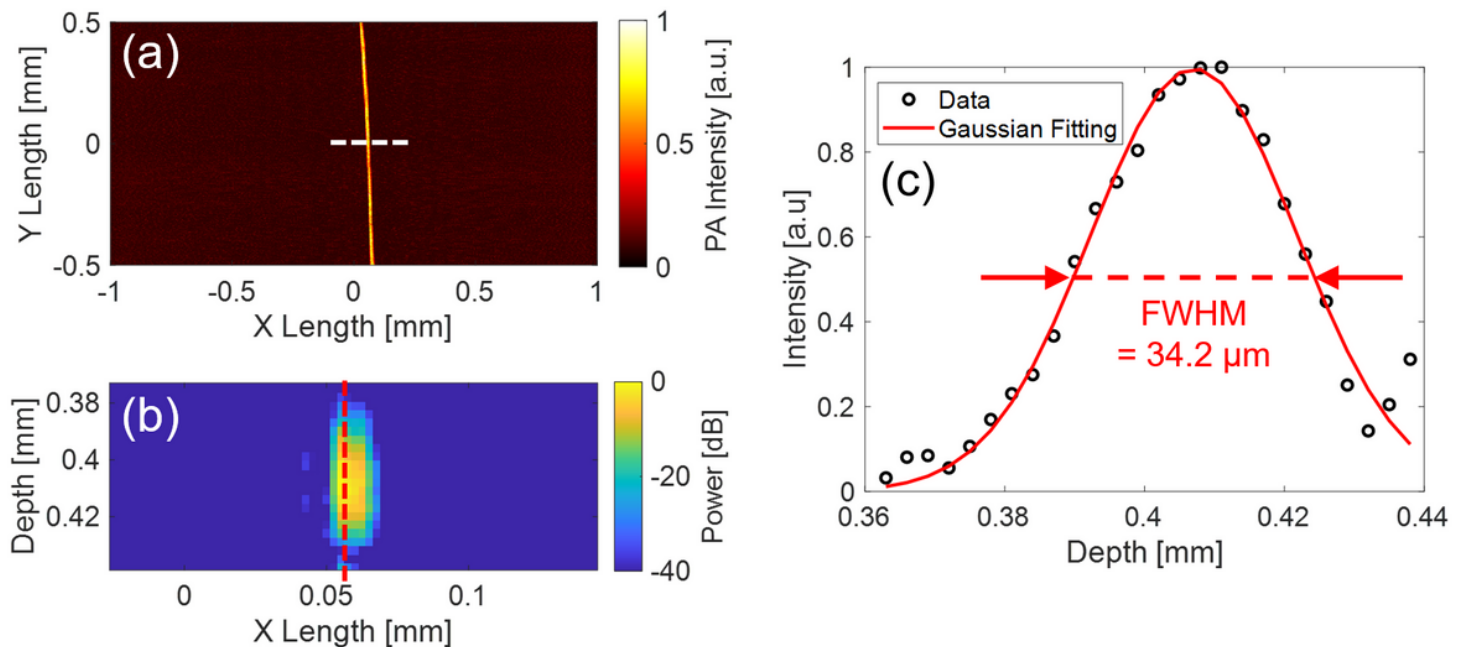 (a)
0.5
0
-0.5
Y Length [mm]
-1
-0.5
0
0.5
1
X Length [mm]
1
0.5
0
PA Intensity [a.u.]
(b)
0.38
0.4
0.42
Depth [mm]
0
0.05
0.1
X Length [mm]
0
-20
-40
Power [dB]
(c)
1
0.8
0.6
0.4
0.2
0
Intensity [a.u]
Data
Gaussian Fitting
FWHM
= 34.2 μm
0.36
0.38
0.4
0.42
0.44
Depth [mm]